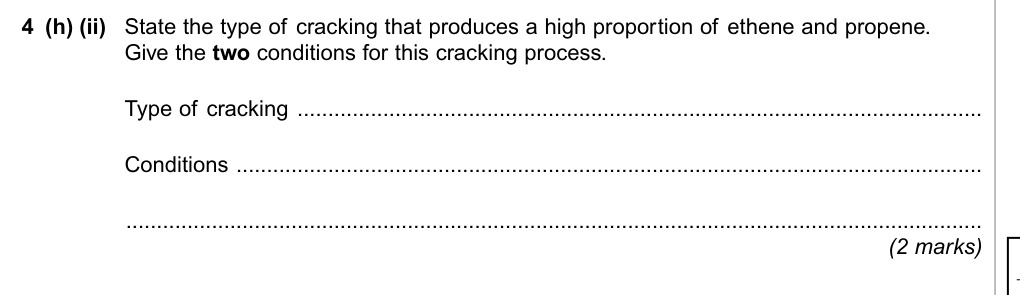 4 (h) (ii) State the type of cracking that produces a high proportion of ethene and propene.
Give the two conditions for this cracking process.
Type of cracking ..........................................................................................................
Conditions ..........................................................................................................
..........................................................................................................
(2 marks)